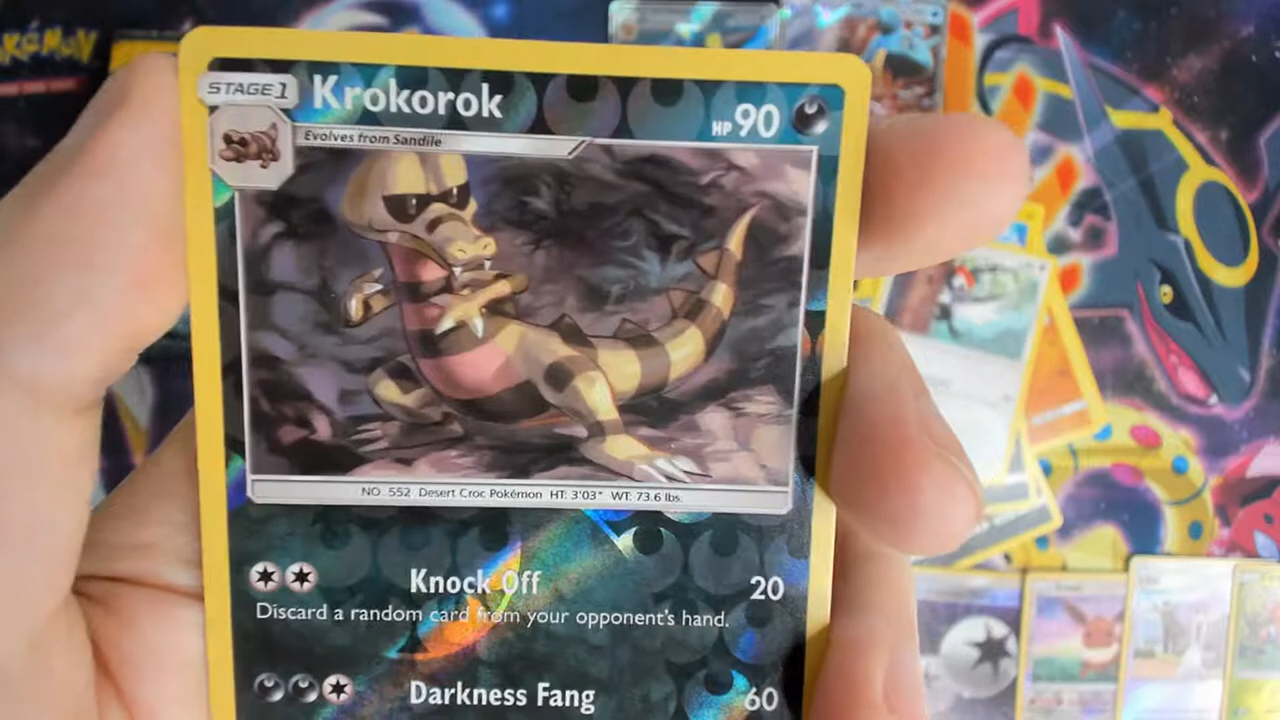 POKÉMON
STAGE 1
Krokorok
HP 90
Evolves from Sandile
NO. 552 Desert Croc Pokémon HT: 3'03" WT: 73.6 lbs.
Knock Off 20
Discard a random card from your opponent's hand.
Darkness Fang 60